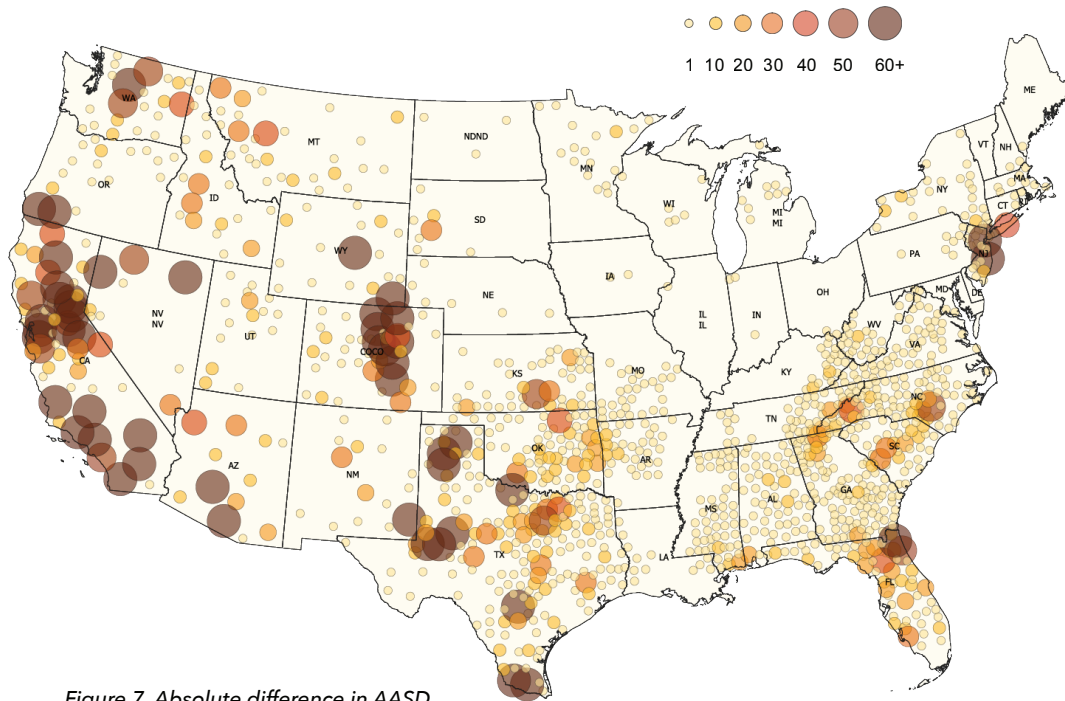 1 10 20 30 40 50 60+
ME
WA
VT
NH
MT
NDND
MN
OR
ID
WI
NY
MA
SD
MI
MI
CT
WY
PA
NJ
IA
NE
OH
MD
DE
NV
NV
UT
IL
IL
IN
WV
COCO
VA
CA
KS
MO
KY
NC
TN
OK
AR
SC
AZ
NM
GA
MS
AL
TX
LA
FL
Figure 7. Absolute difference in AASD